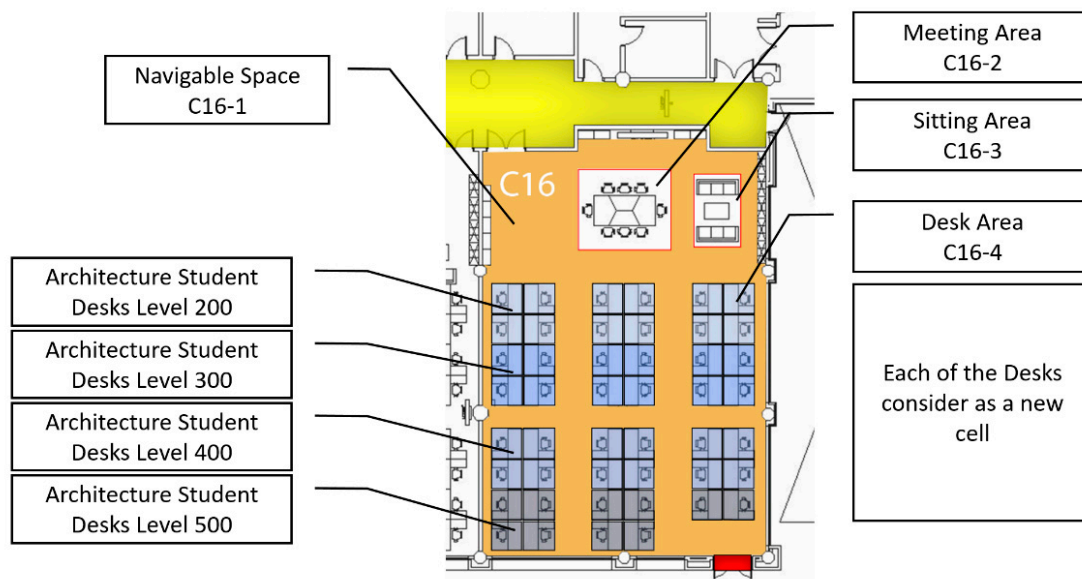 Navigable Space
C16-1
Meeting Area
C16-2
Sitting Area
C16-3
C16
Desk Area
C16-4
Architecture Student
Desks Level 200
Architecture Student
Desks Level 300
Architecture Student
Desks Level 400
Architecture Student
Desks Level 500
Each of the Desks
consider as a new
cell